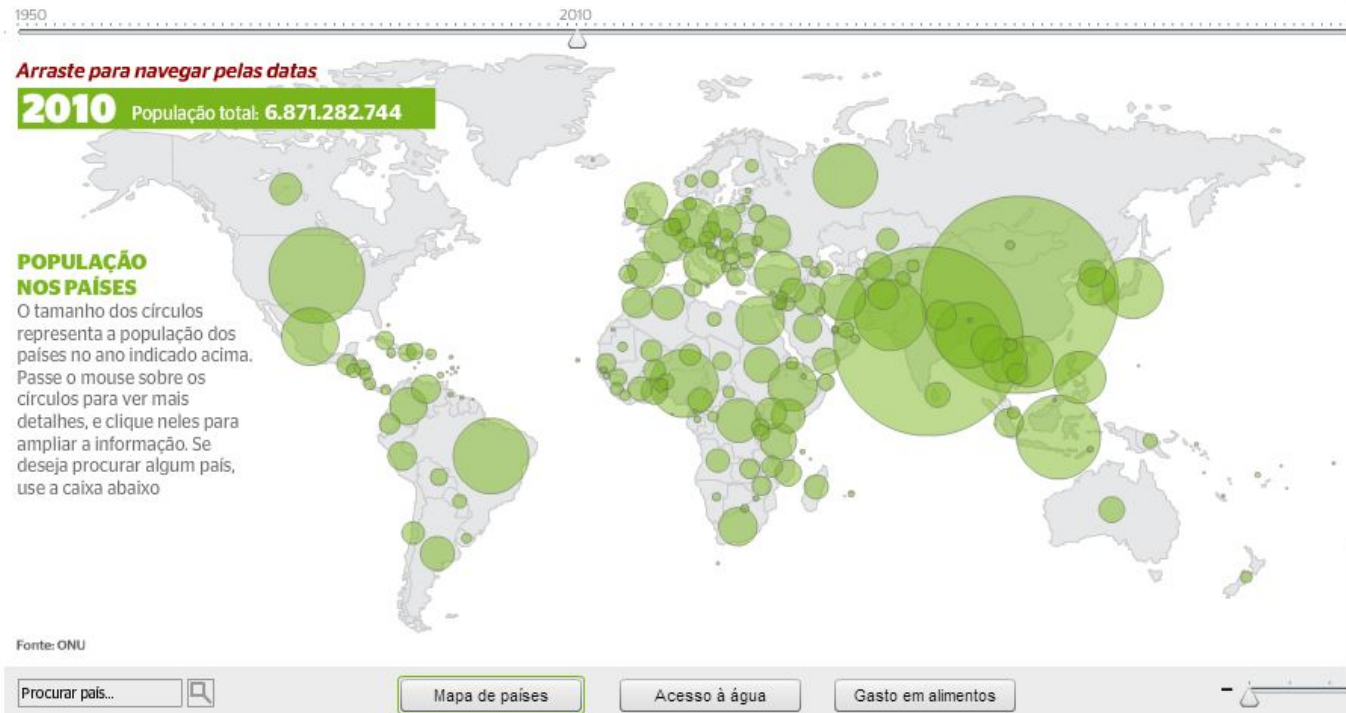 1950 2010
Arraste para navegar pelas datas
2010 População total: 6.871.282.744
POPULAÇÃO
NOS PAÍSES
O tamanho dos círculos
representa a população dos
países no ano indicado acima.
Passe o mouse sobre os
círculos para ver mais
detalhes, e clique neles para
ampliar a informação. Se
deseja procurar algum país,
use a caixa abaixo
Fonte: ONU
Procurar país... Mapa de países Acesso à água Gasto em alimentos